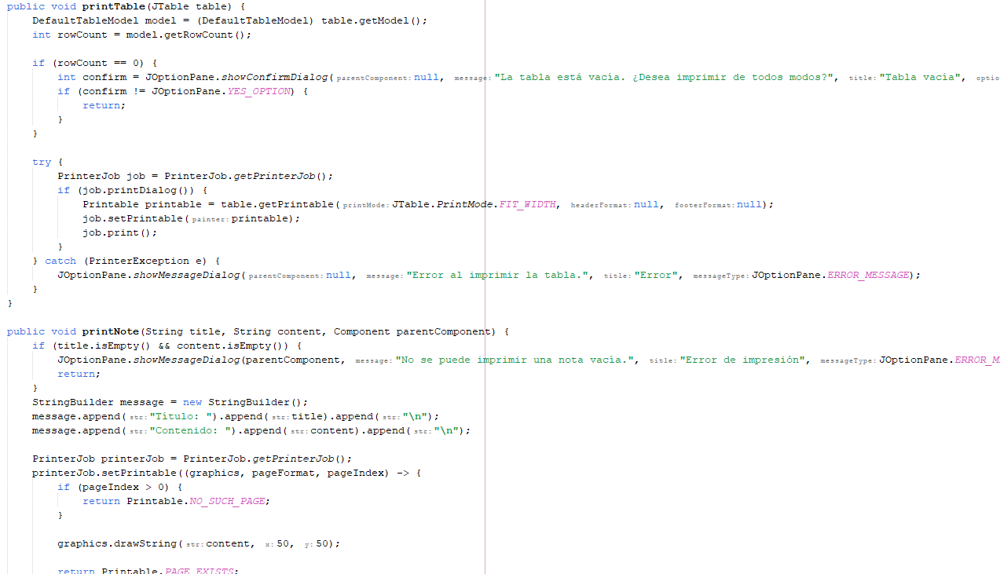 public void printTable(JTable table) {
    DefaultTableModel model = (DefaultTableModel) table.getModel();
    int rowCount = model.getRowCount();

    if (rowCount == 0) {
        int confirm = JOptionPane.showConfirmDialog( parentComponent: null, message: "La tabla está vacía. ¿Desea imprimir de todos modos?", title: "Tabla vacía", optio
        if (confirm != JOptionPane.YES_OPTION) {
            return;
        }
    }

    try {
        PrinterJob job = PrinterJob.getPrinterJob();
        if (job.printDialog()) {
            Printable printable = table.getPrintable( printMode: JTable.PrintMode.FIT_WIDTH, headerFormat: null, footerFormat: null);
            job.setPrintable( painter: printable);
            job.print();
        }
    } catch (PrinterException e) {
        JOptionPane.showMessageDialog( parentComponent: null, message: "Error al imprimir la tabla.", title: "Error", messageType: JOptionPane.ERROR_MESSAGE);
    }
}

public void printNote(String title, String content, Component parentComponent) {
    if (title.isEmpty() && content.isEmpty()) {
        JOptionPane.showMessageDialog(parentComponent, message: "No se puede imprimir una nota vacía.", title: "Error de impresión", messageType: JOptionPane.ERROR_M
        return;
    }
    StringBuilder message = new StringBuilder();
    message.append( str: "Título: ").append( str: title).append( str: "\n");
    message.append( str: "Contenido: ").append( str: content).append( str: "\n");

    PrinterJob printerJob = PrinterJob.getPrinterJob();
    printerJob.setPrintable((graphics, pageFormat, pageIndex) -> {
        if (pageIndex > 0) {
            return Printable.NO_SUCH_PAGE;
        }

        graphics.drawString( str: content, x: 50, y: 50);

        return Printable.PAGE_EXISTS;